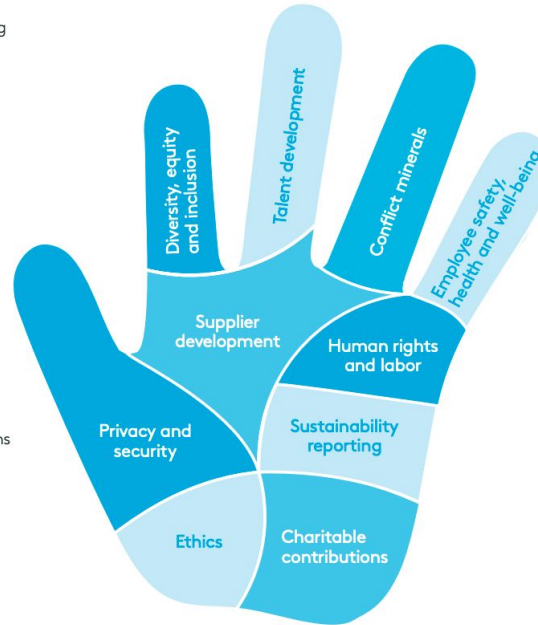 g
Diversity, equity
and inclusion
Talent development
Conflict minerals
Employee safety,
health and well-being
Supplier
development
Human rights
and labor
Privacy and
security
Sustainability
reporting
ns
Ethics
Charitable
contributions